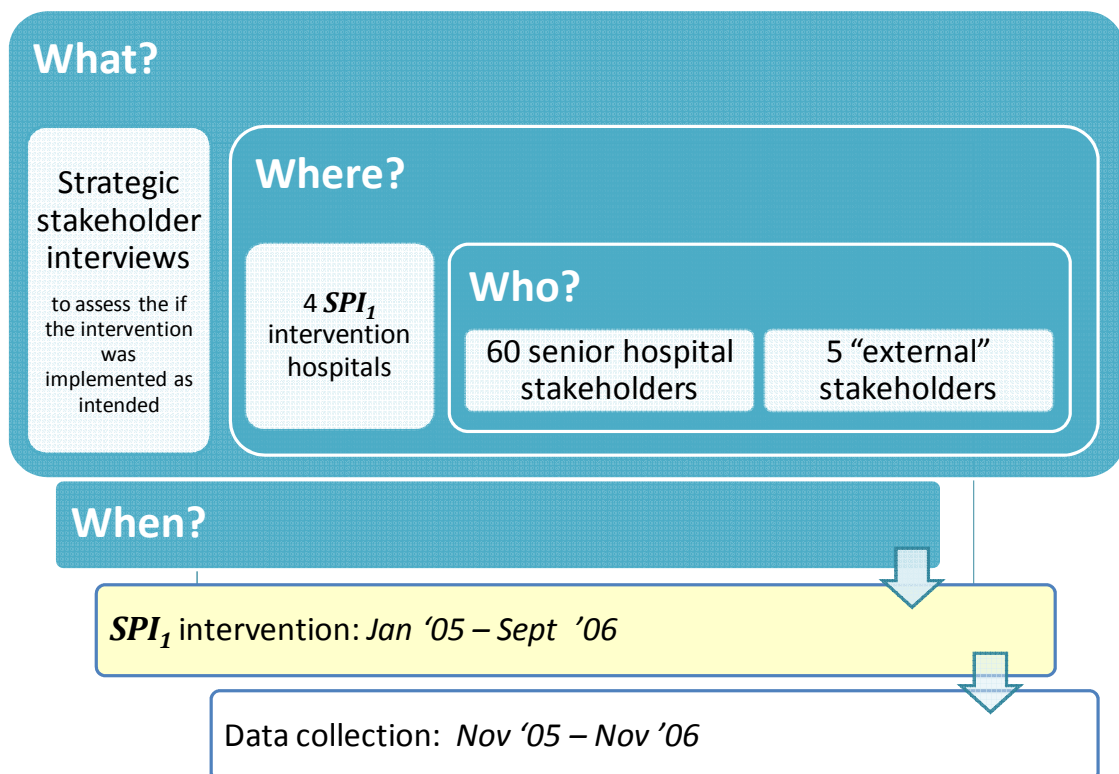 What?
Strategic
stakeholder
interviews
to assess the if
the intervention
was
implemented as
intended
Where?
4 SPI₁
intervention
hospitals
Who?
60 senior hospital
stakeholders
5 “external”
stakeholders
When?
SPI₁ intervention: Jan ‘05 – Sept ’06
Data collection: Nov ‘05 – Nov ’06